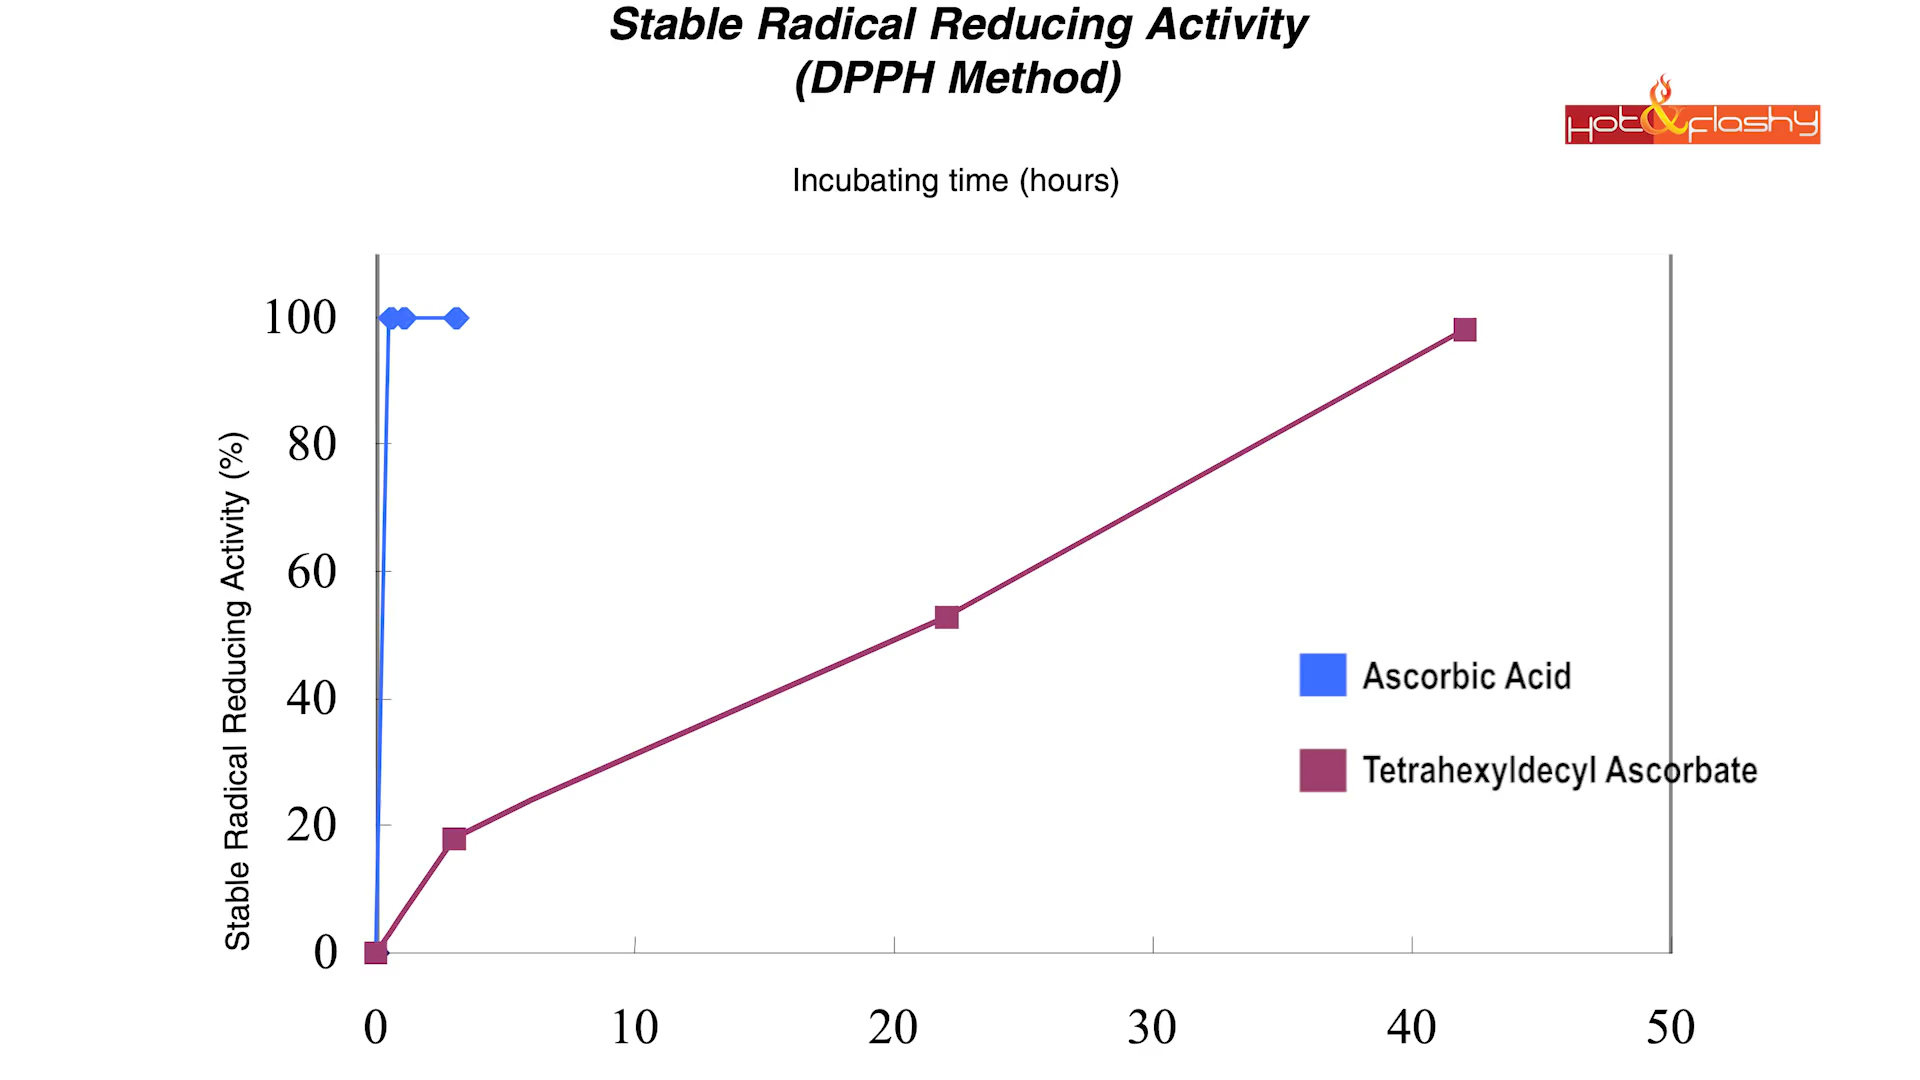 Stable Radical Reducing Activity
(DPPH Method)
Hot&flashy
Incubating time (hours)
Stable Radical Reducing Activity (%)
100
80
60
40
20
0
Ascorbic Acid
Tetrahexyldecyl Ascorbate
0 10 20 30 40 50